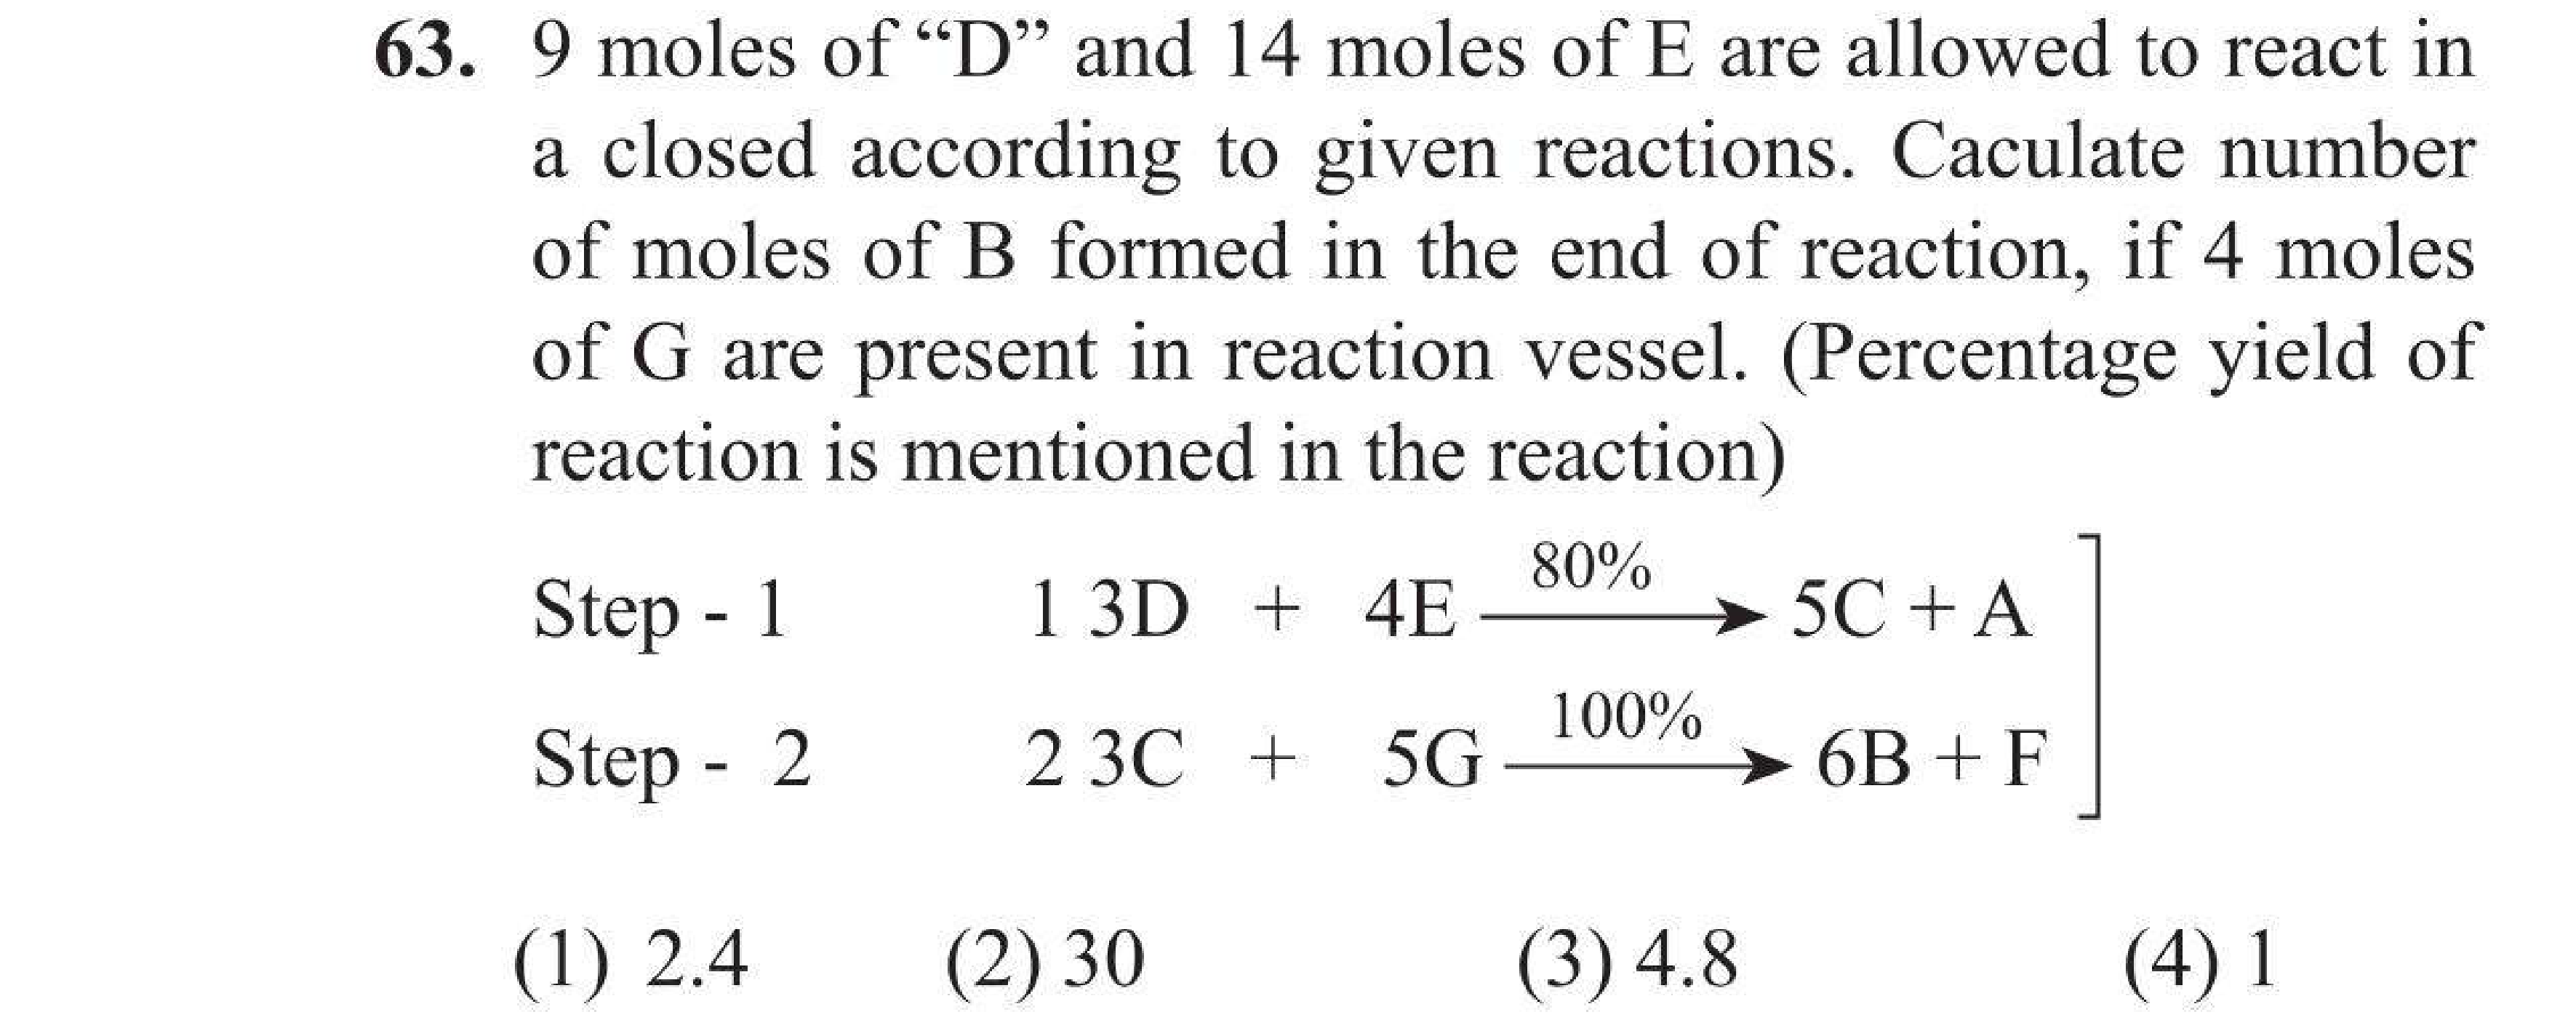 63. 9 moles of “D” and 14 moles of E are allowed to react in
a closed according to given reactions. Caculate number
of moles of B formed in the end of reaction, if 4 moles
of G are present in reaction vessel. (Percentage yield of
reaction is mentioned in the reaction)
80%
Step - 1 1 3D + 4E ⟶ 5C + A
100%
Step - 2 2 3C + 5G ⟶ 6B + F
(1) 2.4 (2) 30 (3) 4.8 (4) 1